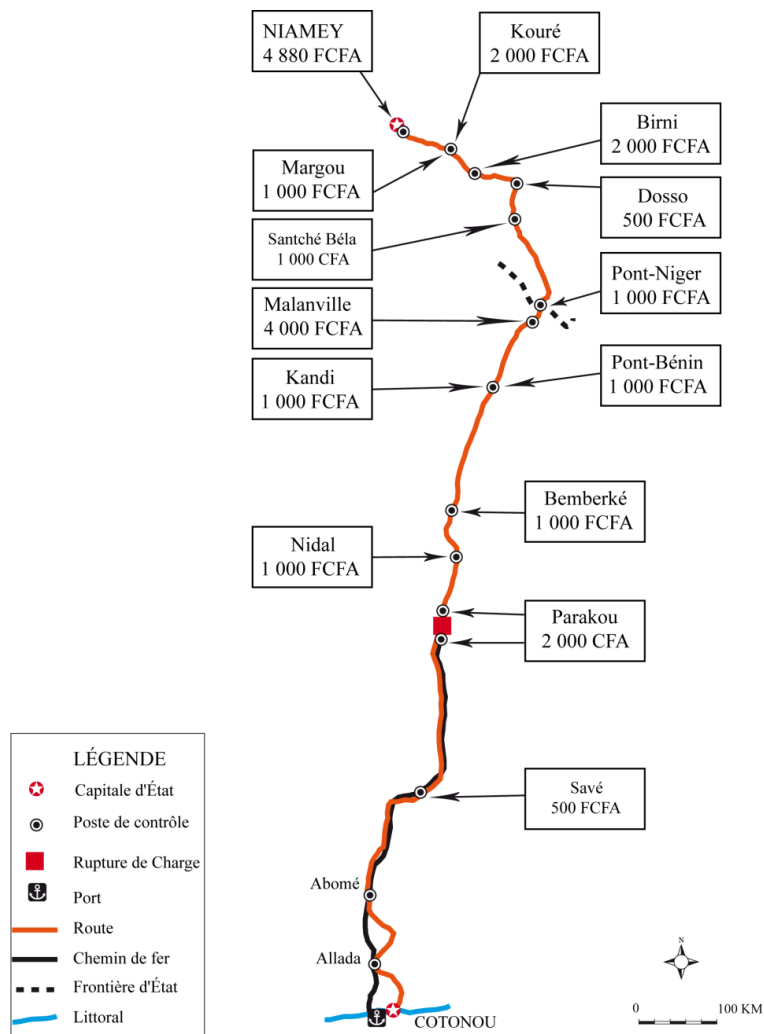 NIAMEY
4 880 FCFA
Kouré
2 000 FCFA
Birni
2 000 FCFA
Margou
1 000 FCFA
Dosso
500 FCFA
Santché Béla
1 000 CFA
Pont-Niger
1 000 FCFA
Malanville
4 000 FCFA
Pont-Bénin
1 000 FCFA
Kandi
1 000 FCFA
Bemberké
1 000 FCFA
Nidal
1 000 FCFA
Parakou
2 000 CFA
Savé
500 FCFA
Abomé
Allada
COTONOU
LÉGENDE
Capitale d'État
Poste de contrôle
Rupture de Charge
Port
Route
Chemin de fer
Frontière d'État
Littoral
N
0 100 KM